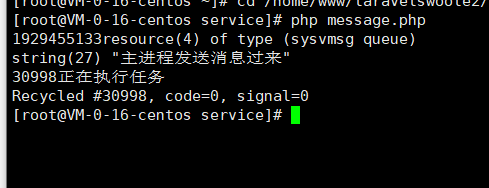 [root@VM-0-16-centos ~]# cd /home/www/laravelswoole2/
[root@VM-0-16-centos service]# php message.php
1929455133resource(4) of type (sysvmsg queue)
string(27) "主进程发送消息过来"
30998正在执行任务
Recycled #30998, code=0, signal=0
[root@VM-0-16-centos service]#